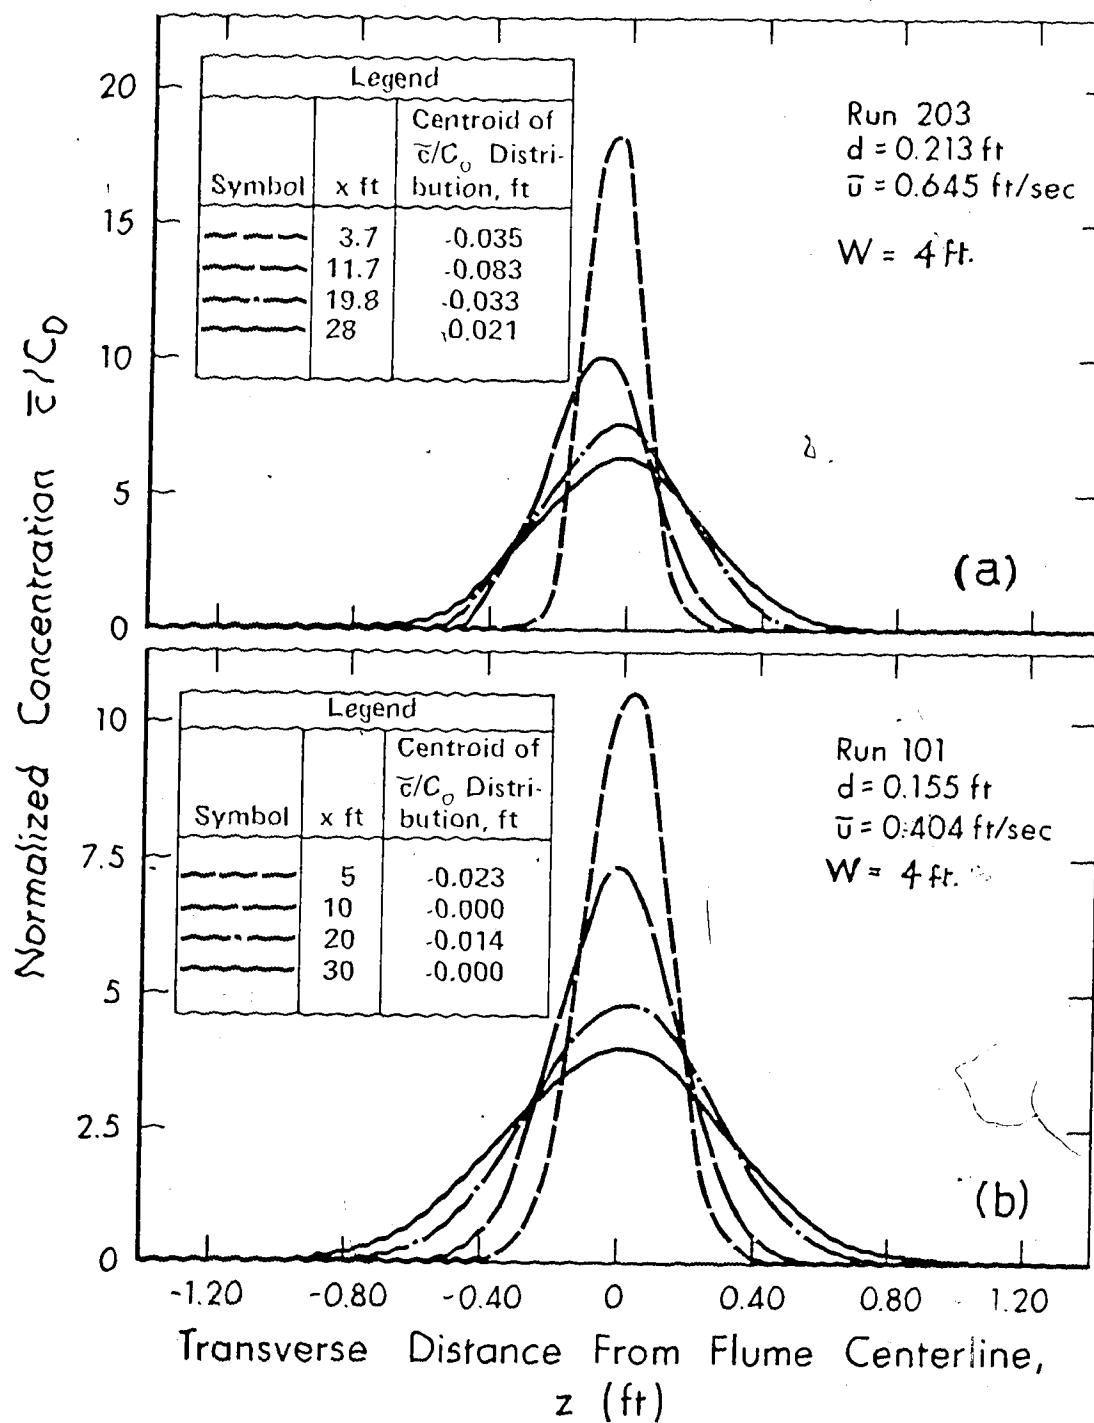 Normalized Concentration c̅/C_D
20
15
10
5
0
Legend
Symbol
x ft
Centroid of
c̅/C_o Distri-
bution, ft
3.7 -0.035
11.7 -0.083
19.8 -0.033
28 0.021
Run 203
d = 0.213 ft
u̅ = 0.645 ft/sec
W = 4 ft.
(a)
10
7.5
5
2.5
0
Legend
Symbol
x ft
Centroid of
c̅/C_o Distri-
bution, ft
5 -0.023
10 -0.000
20 -0.014
30 -0.000
Run 101
d = 0.155 ft
u̅ = 0.404 ft/sec
W = 4 ft.
(b)
-1.20 -0.80 -0.40 0 0.40 0.80 1.20
Transverse Distance From Flume Centerline,
z (ft)